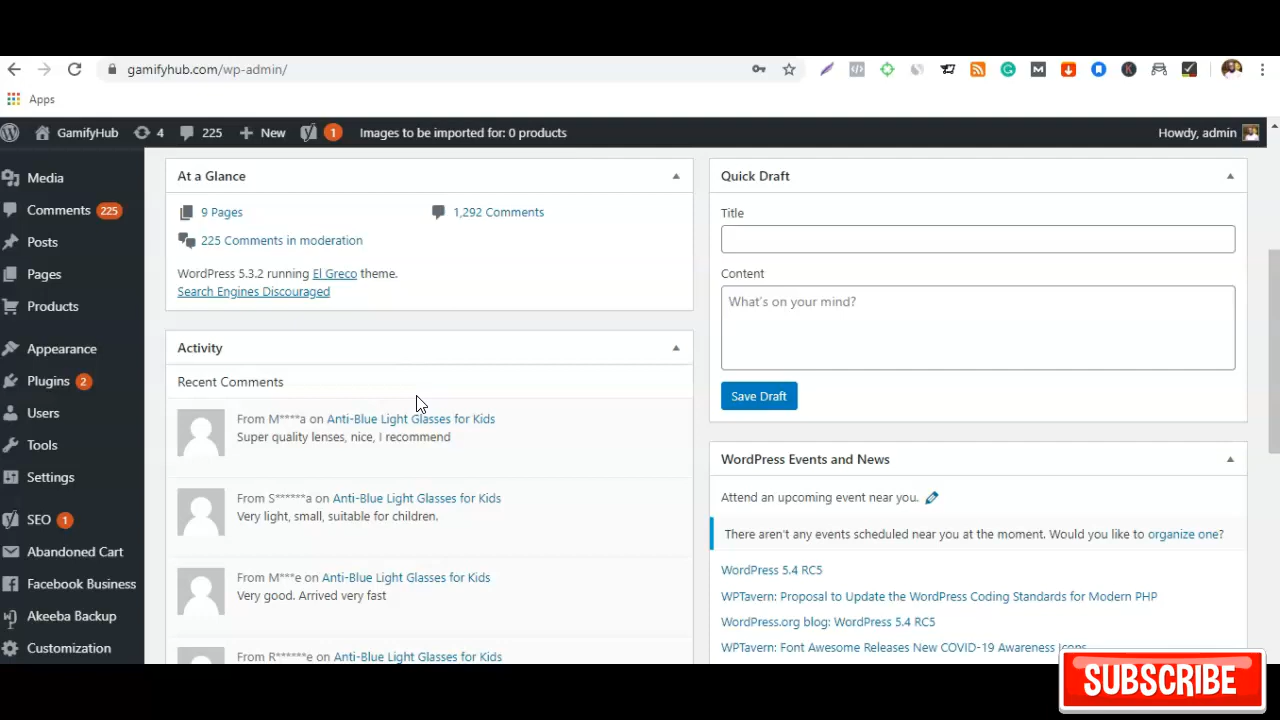 gamifyhub.com/wp-admin/
Apps
GamifyHub 4 225 New 1 Images to be imported for: 0 products Howdy, admin
Media
Comments 225
Posts
Pages
Products
Appearance
Plugins 2
Users
Tools
Settings
SEO 1
Abandoned Cart
Facebook Business
Akeeba Backup
Customization
At a Glance
9 Pages 1,292 Comments
225 Comments in moderation
WordPress 5.3.2 running El Greco theme.
Search Engines Discouraged
Activity
Recent Comments
From M****a on Anti-Blue Light Glasses for Kids
Super quality lenses, nice, I recommend
From S******a on Anti-Blue Light Glasses for Kids
Very light, small, suitable for children.
From M***e on Anti-Blue Light Glasses for Kids
Very good. Arrived very fast
From R******e on Anti-Blue Light Glasses for Kids
Quick Draft
Title
Content
What's on your mind?
Save Draft
WordPress Events and News
Attend an upcoming event near you.
There aren't any events scheduled near you at the moment. Would you like to organize one?
WordPress 5.4 RC5
WPTavern: Proposal to Update the WordPress Coding Standards for Modern PHP
WordPress.org blog: WordPress 5.4 RC5
WPTavern: Font Awesome Releases New COVID-19 Awareness Icons
SUBSCRIBE